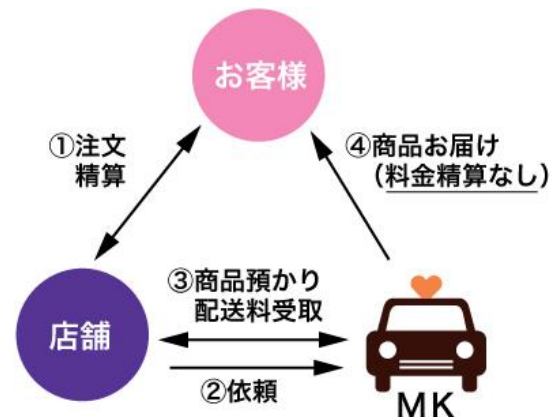 お客様
①注文
精算
④商品お届け
（料金精算なし）
③商品預かり
配送料受取
店舗
②依頼
MK